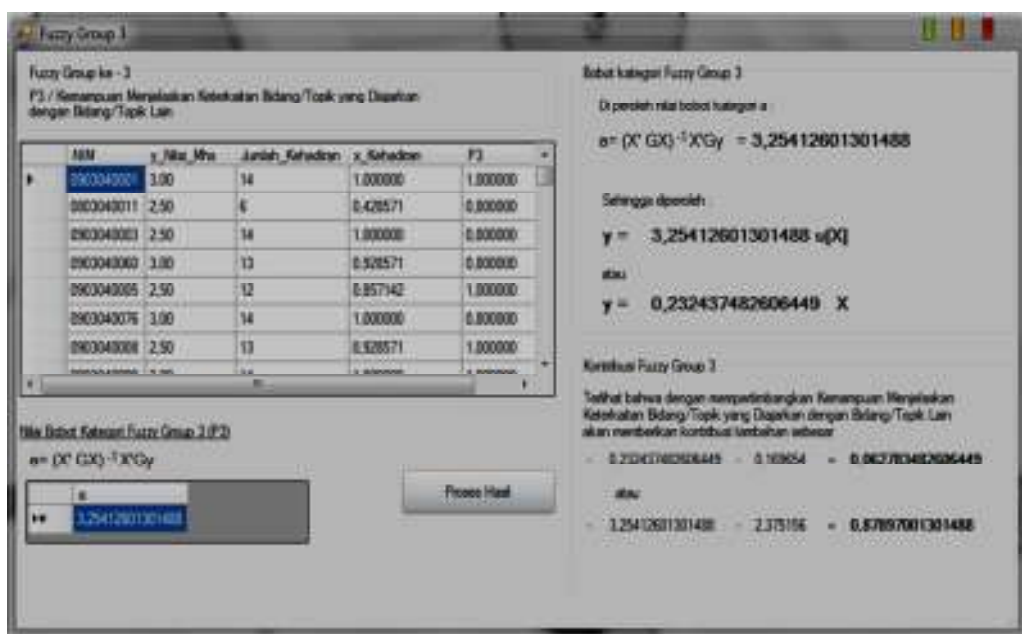 Fuzzy Group 3
Fuzzy Group ke - 3
P3 / Kemampuan Menjelaskan Keterkaitan Bidang/Topik yang Diajarkan
dengan Bidang/Topik Lain
NIM y_Nilai_Mhs Jumlah_Kehadiran x_Kehadiran P3
0903040001 3.00 14 1.000000 1.000000
0803040011 2.50 6 0.428571 0.800000
0903040003 2.50 14 1.000000 0.800000
0903040060 3.00 13 0.928571 0.800000
0903040005 2.50 12 0.857142 1.000000
0903040076 3.00 14 1.000000 0.800000
0903040008 2.50 13 0.928571 1.000000
Nilai Bobot Kategori Fuzzy Group 3 (P3)
a= (X' GX) -1 X'Gy
a
3,25412601301488
Proses Hasil
Bobot kategori Fuzzy Group 3
Di peroleh nilai bobot kategori a :
a= (X' GX) -1 X'Gy = 3,25412601301488
Sehingga diperoleh :
y = 3,25412601301488 u[X]
atau
y = 0,232437482606449 X
Kontribusi Fuzzy Group 3
Terlihat bahwa dengan mempertimbangkan Kemampuan Menjelaskan
Keterkaitan Bidang/Topik yang Diajarkan dengan Bidang/Topik Lain
akan memberikan kontribusi tambahan sebesar
= 0.232437482606449 - 0.169654 = 0,062783482606449
atau
= 3.25412601301488 - 2.375156 = 0,87897001301488